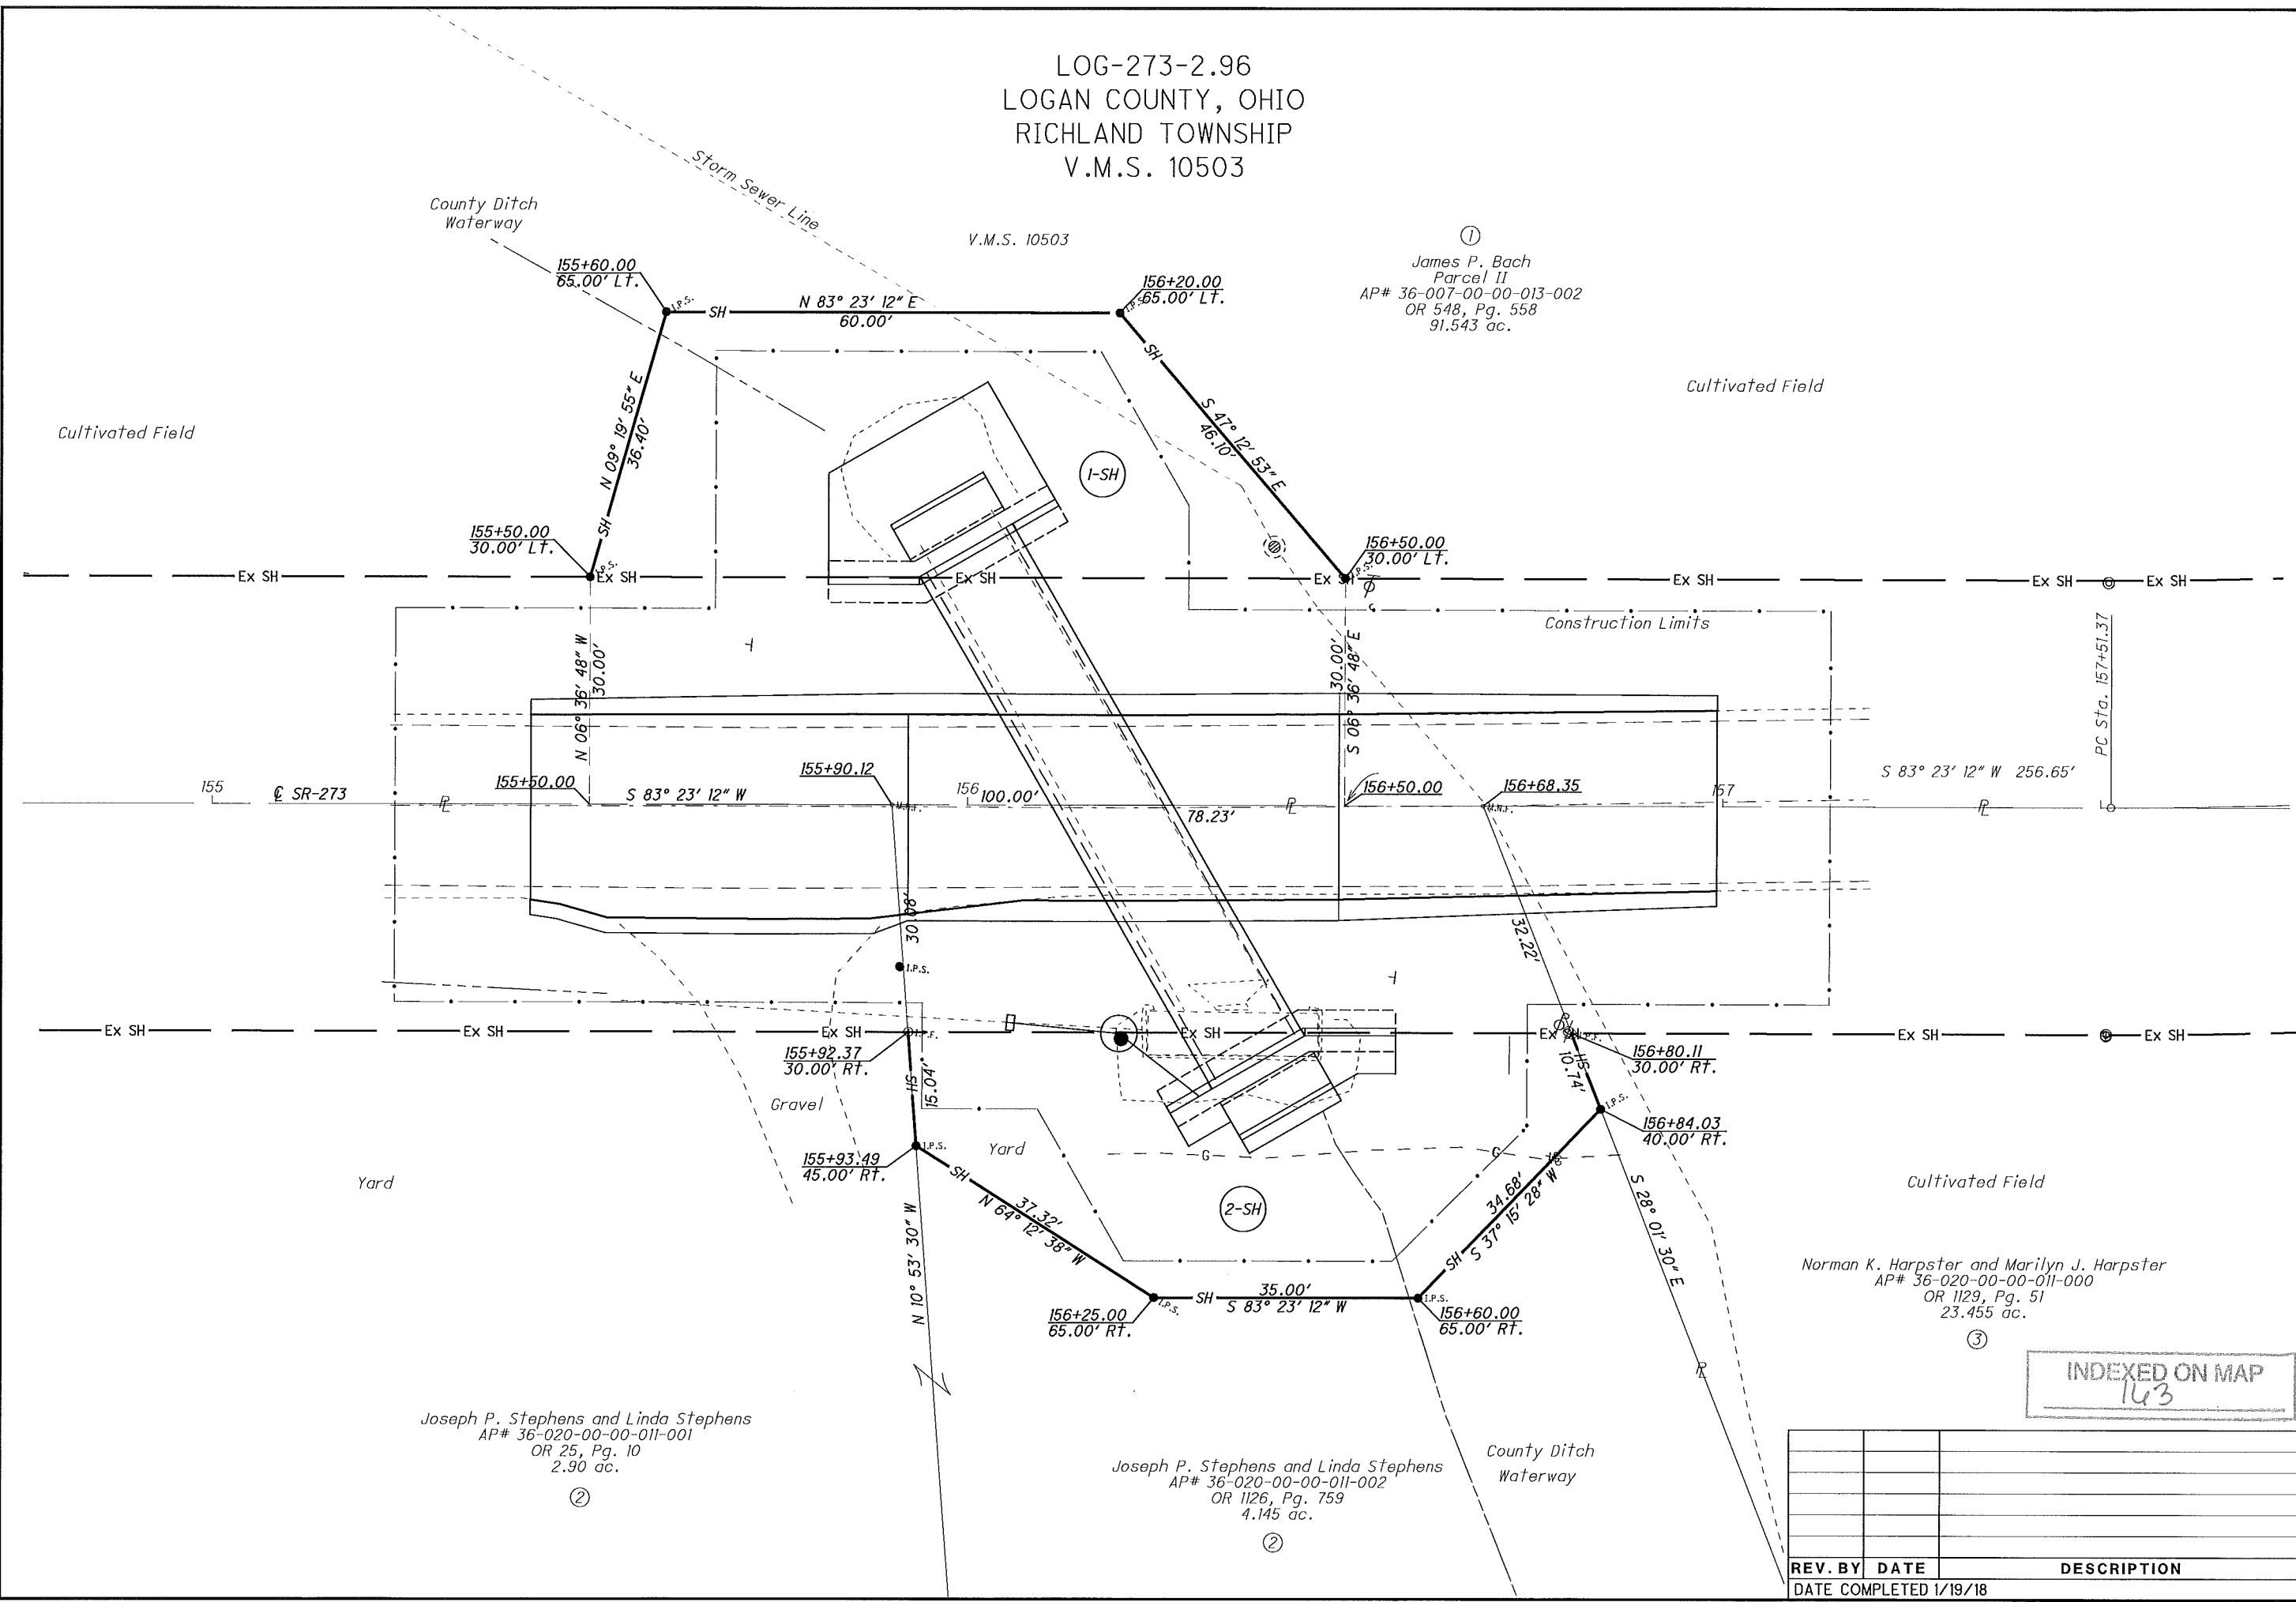 LOG-273-2.96
LOGAN COUNTY, OHIO
RICHLAND TOWNSHIP
V.M.S. 10503
Storm Sewer Line
County Ditch
Waterway
V.M.S. 10503
1
James P. Bach
Parcel II
AP# 36-007-00-00-013-002
OR 548, Pg. 558
91.543 ac.
155+60.00
65.00' LT.
I.P.S.
SH
N 83° 23' 12" E
60.00'
156+20.00
65.00' LT.
I.P.S.
SH
Cultivated Field
Cultivated Field
N 09° 19' 55" E
36.40'
SH
S 47° 12' 53" E
46.10'
1-SH
155+50.00
30.00' LT.
I.P.S.
156+50.00
30.00' LT.
I.P.S.
Ex SH
Ex SH
Ex SH
Ex SH
Ex SH
Ex SH
Ex SH
Construction Limits
N 06° 36' 48" W
30.00'
30.00'
S 06° 36' 48" E
PC Sta. 157+51.37
155
℄ SR-273
PL
155+50.00
S 83° 23' 12" W
155+90.12
M.N.F.
156
100.00'
78.23'
PL
156+50.00
156+68.35
M.N.F.
157
S 83° 23' 12" W 256.65'
PL
30.08'
I.P.S.
32.22'
Ex SH
Ex SH
Ex SH
I.P.F.
Ex SH
Ex SH
I.P.F.
Ex SH
Ex SH
155+92.37
30.00' RT.
SH
15.04'
SH
10.74'
156+80.11
30.00' RT.
Gravel
I.P.S.
156+84.03
40.00' RT.
Yard
I.P.S.
Yard
155+93.49
45.00' RT.
G
G
SH
37.32'
N 64° 12' 38" W
2-SH
34.68'
S 37° 15' 28" W
SH
S 28° 01' 30" E
Cultivated Field
N 10° 53' 30" W
I.P.S.
SH
35.00'
S 83° 23' 12" W
I.P.S.
156+25.00
65.00' RT.
156+60.00
65.00' RT.
Norman K. Harpster and Marilyn J. Harpster
AP# 36-020-00-00-011-000
OR 1129, Pg. 51
23.455 ac.
3
PL
INDEXED ON MAP
163
Joseph P. Stephens and Linda Stephens
AP# 36-020-00-00-011-001
OR 25, Pg. 10
2.90 ac.
2
Joseph P. Stephens and Linda Stephens
AP# 36-020-00-00-011-002
OR 1126, Pg. 759
4.145 ac.
2
County Ditch
Waterway
REV. BY DATE DESCRIPTION
DATE COMPLETED 1/19/18